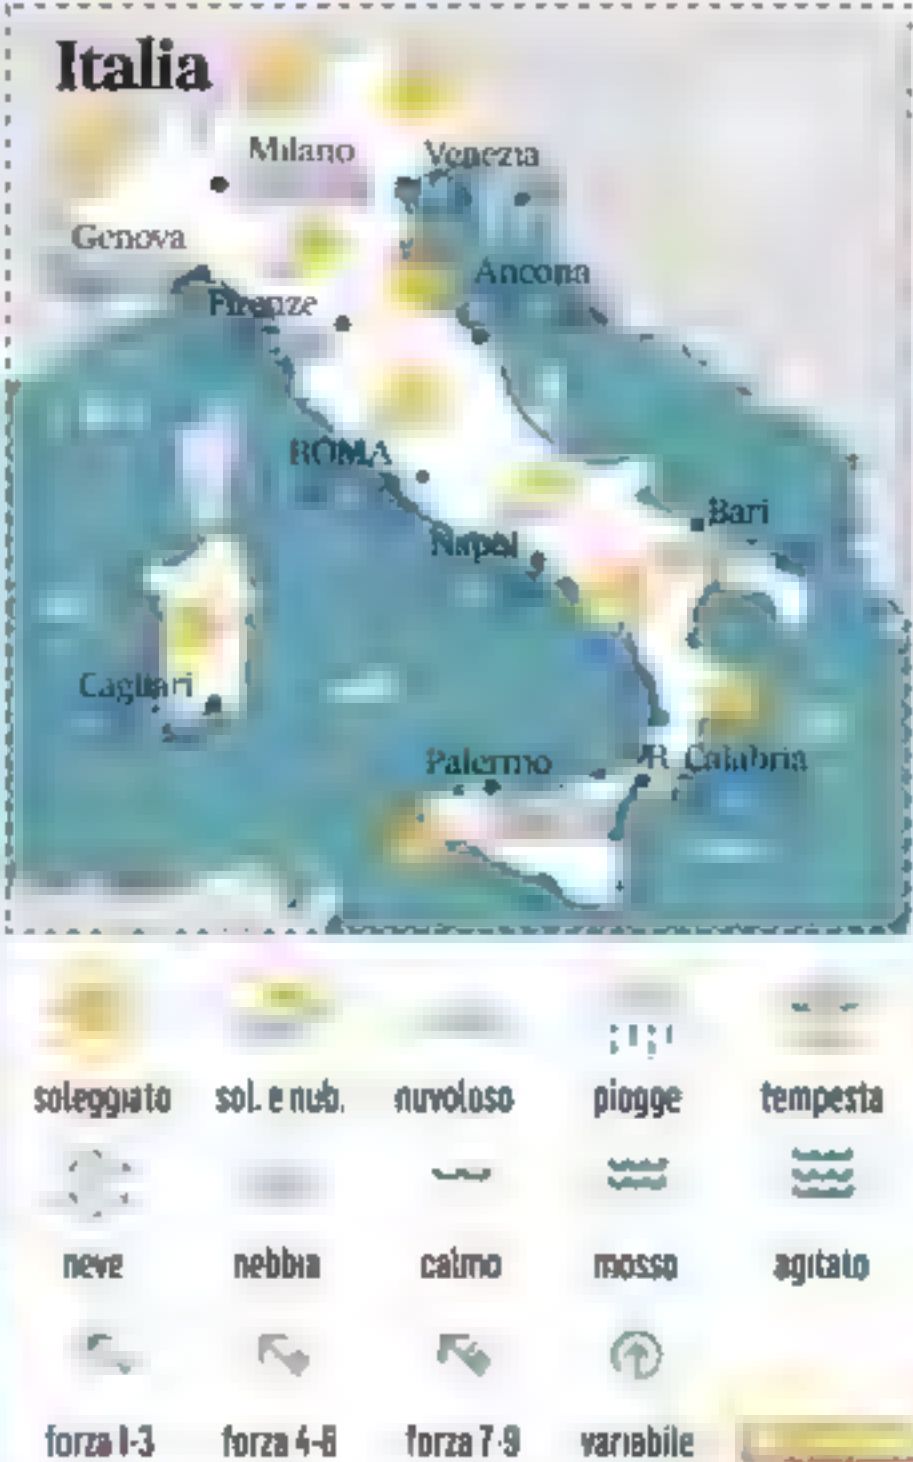 Italia
Milano
Venezia
Genova
Ancona
Firenze
ROMA
Bari
Napoli
Cagliari
Palermo
R. Calabria
soleggiato sol. e nub. nuvoloso piogge tempesta
neve nebbia calmo mosso agitato
forza 1-3 forza 4-6 forza 7-9 variabile